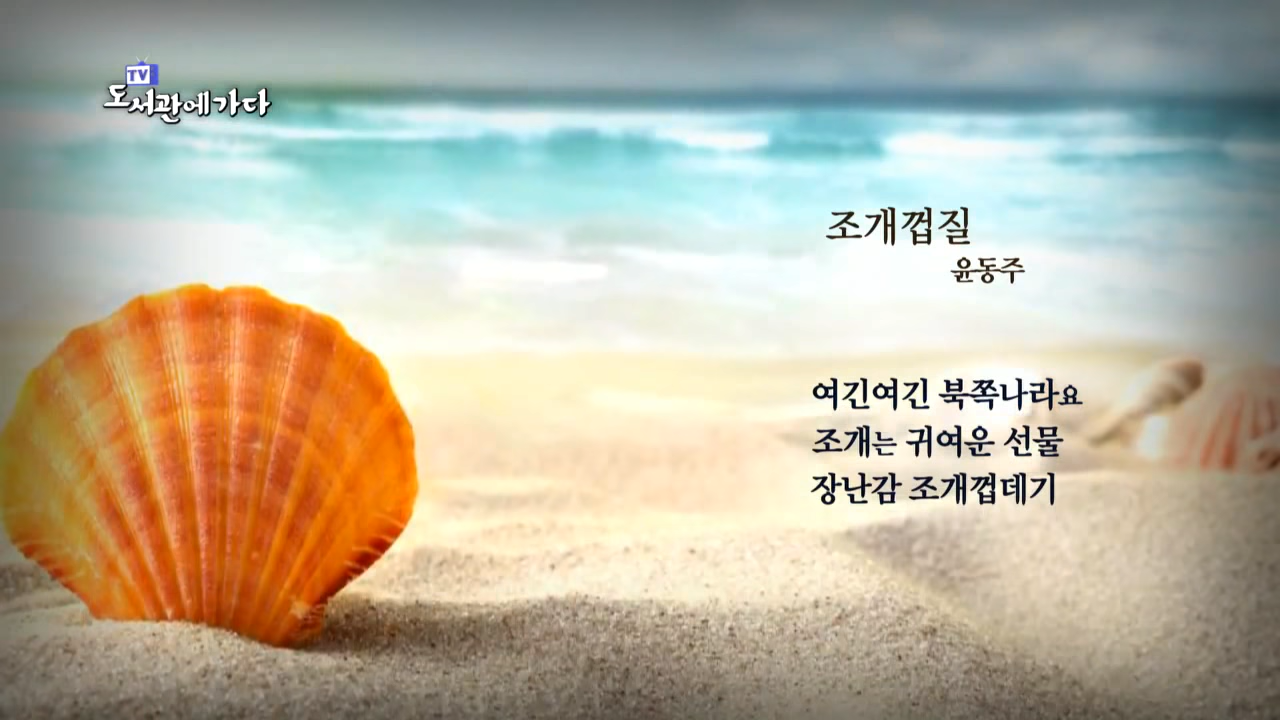 TV
도서관에가다
조개껍질
윤동주
여긴여긴 북쪽나라요
조개는 귀여운 선물
장난감 조개껍데기